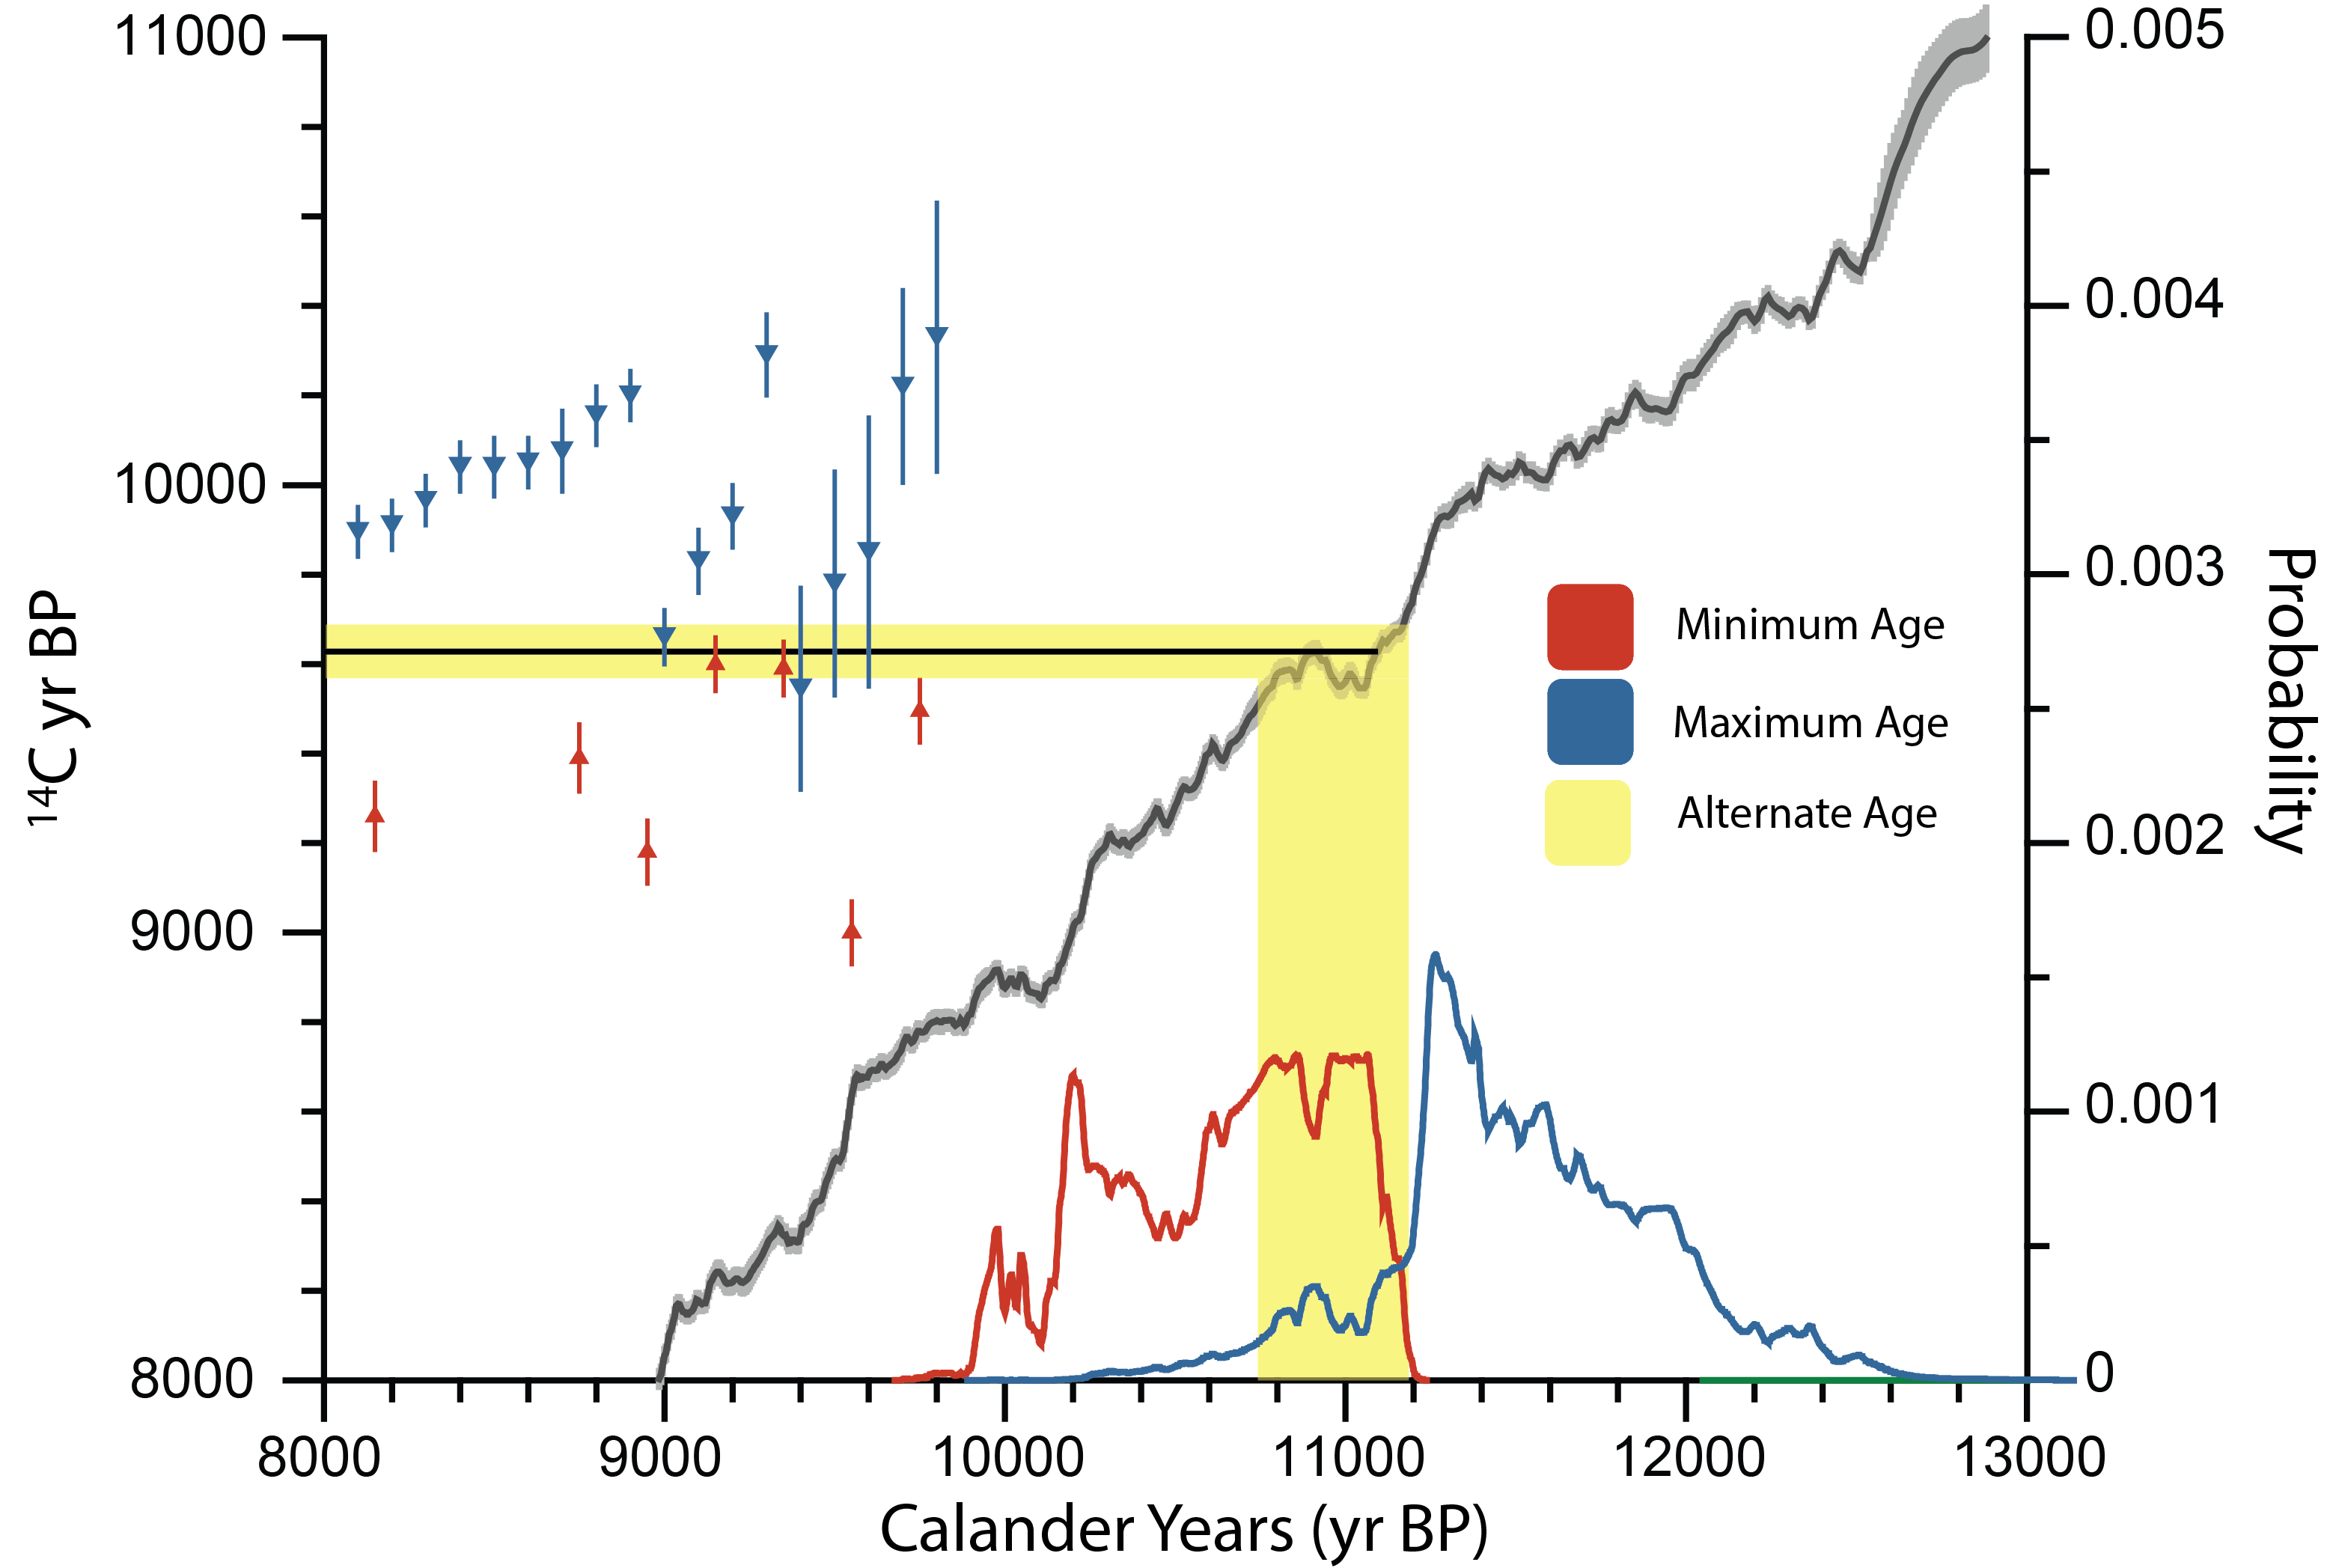 11000
10000
9000
8000
14C yr BP
0.005
0.004
0.003
0.002
0.001
0
Probability
Minimum Age
Maximum Age
Alternate Age
8000 9000 10000 11000 12000 13000
Calander Years (yr BP)